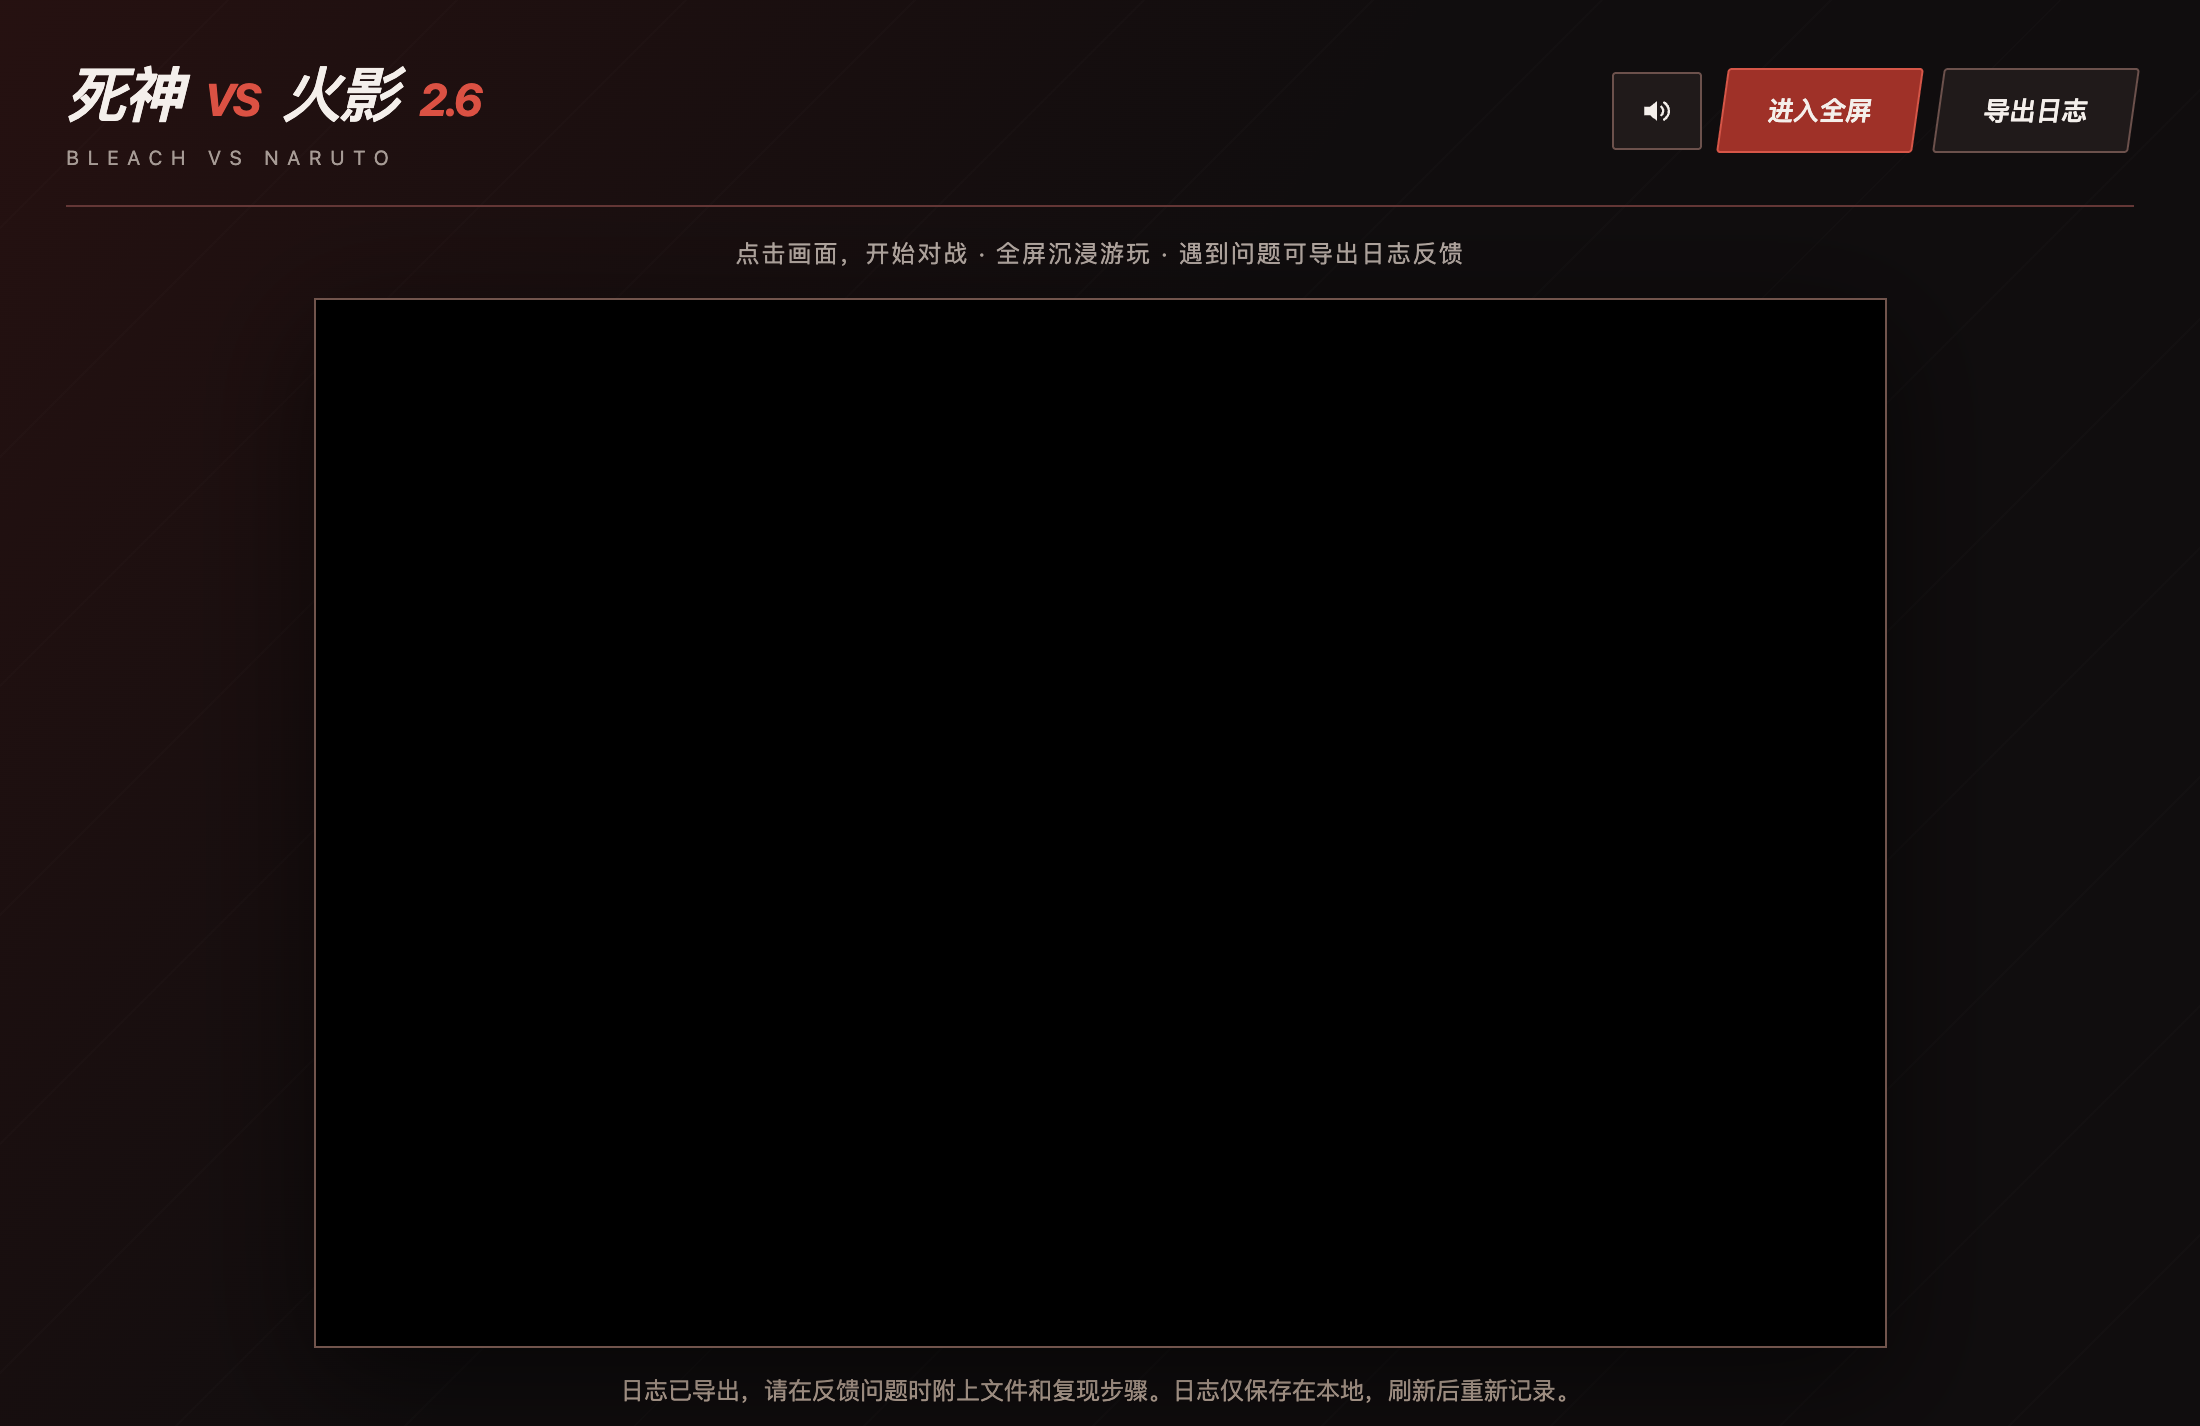 死神 VS 火影 2.6
BLEACH VS NARUTO
进入全屏
导出日志
点击画面，开始对战 · 全屏沉浸游玩 · 遇到问题可导出日志反馈
日志已导出，请在反馈问题时附上文件和复现步骤。日志仅保存在本地，刷新后重新记录。